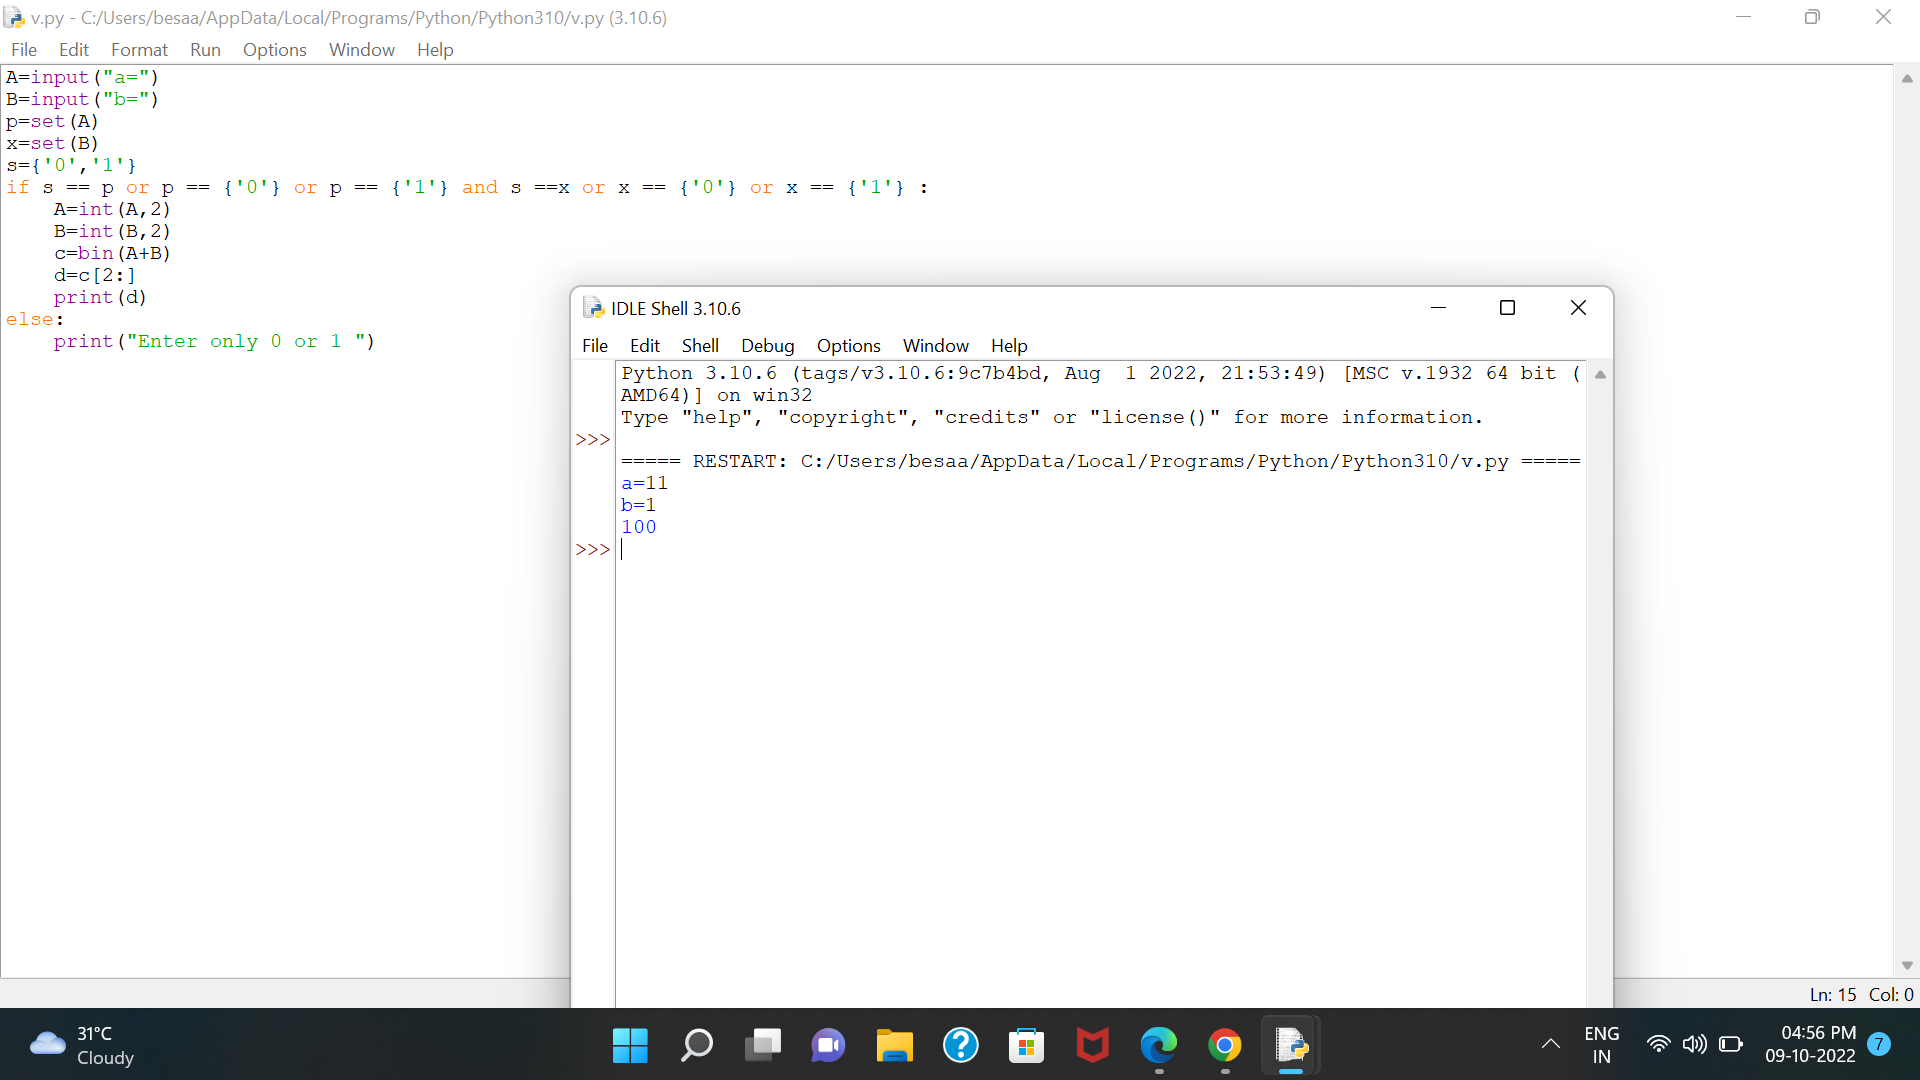 v.py - C:/Users/besaa/AppData/Local/Programs/Python/Python310/v.py (3.10.6)
File Edit Format Run Options Window Help
A=input("a=")
B=input("b=")
p=set(A)
x=set(B)
s={'0','1'}
if s == p or p == {'0'} or p == {'1'} and s ==x or x == {'0'} or x == {'1'} :
    A=int(A,2)
    B=int(B,2)
    c=bin(A+B)
    d=c[2:]
    print(d)
else:
    print("Enter only 0 or 1 ")
IDLE Shell 3.10.6
File Edit Shell Debug Options Window Help
Python 3.10.6 (tags/v3.10.6:9c7b4bd, Aug  1 2022, 21:53:49) [MSC v.1932 64 bit (
AMD64)] on win32
Type "help", "copyright", "credits" or "license()" for more information.
>>>
===== RESTART: C:/Users/besaa/AppData/Local/Programs/Python/Python310/v.py =====
a=11
b=1
100
>>>
Ln: 15 Col: 0
31°C
Cloudy
ENG
IN
04:56 PM
09-10-2022
7